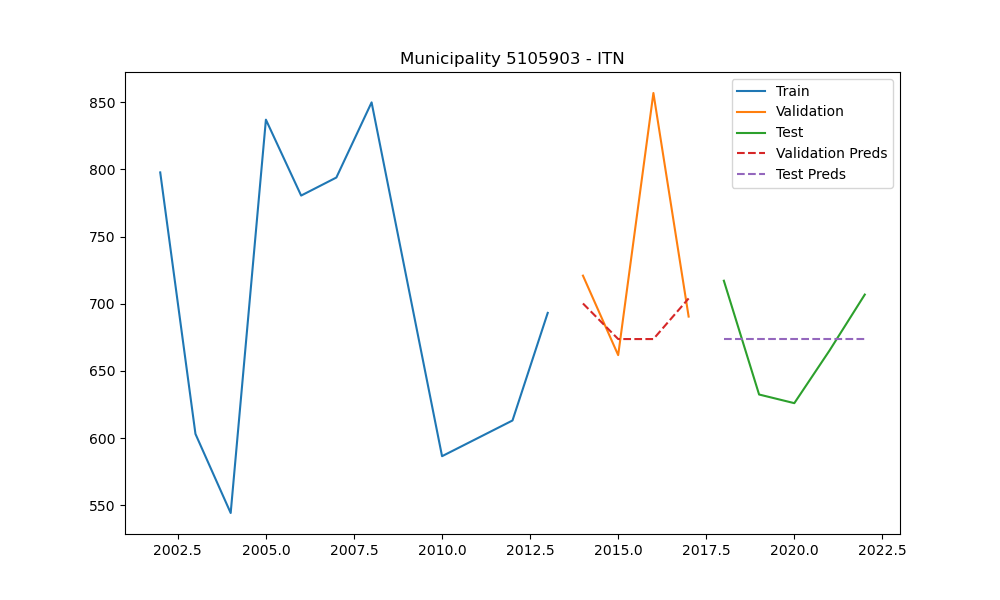 Municipality 5105903 - ITN
Train
Validation
Test
Validation Preds
Test Preds
850
800
750
700
650
600
550
2002.5 2005.0 2007.5 2010.0 2012.5 2015.0 2017.5 2020.0 2022.5